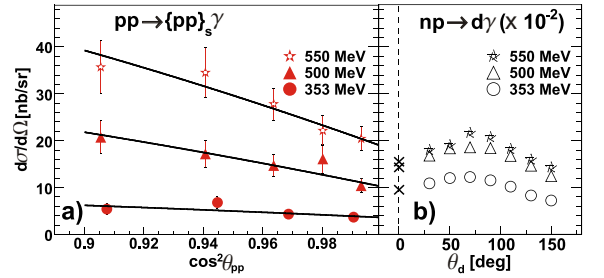 pp→{pp}ₛγ
np→dγ (× 10⁻²)
40
30
20
10
0
dσ/dΩ[nb/sr]
550 MeV
500 MeV
353 MeV
550 MeV
500 MeV
353 MeV
a)
b)
0.9 0.92 0.94 0.96 0.98
0 50 100 150
cos²θpp
θd [deg]